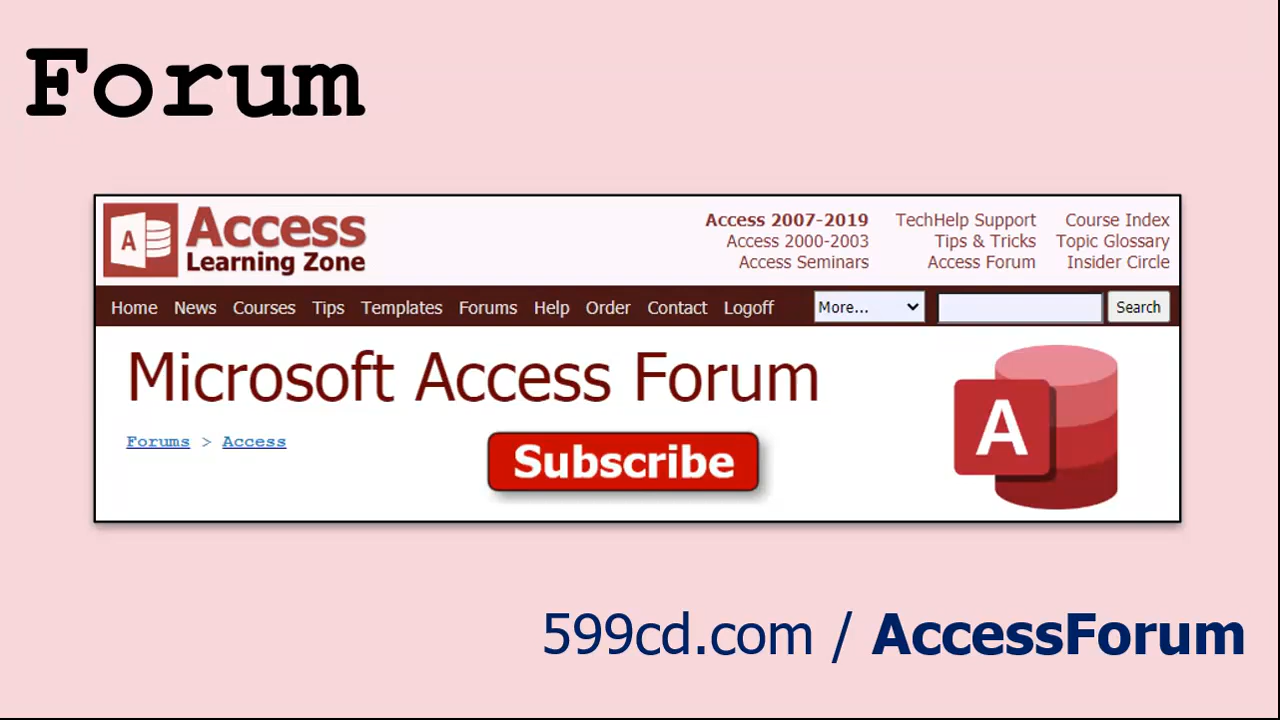 Forum
Access
Learning Zone
Access 2007-2019 TechHelp Support Course Index
Access 2000-2003 Tips & Tricks Topic Glossary
Access Seminars Access Forum Insider Circle
Home News Courses Tips Templates Forums Help Order Contact Logoff More... Search
Microsoft Access Forum
Forums > Access
Subscribe
A
A
599cd.com / AccessForum